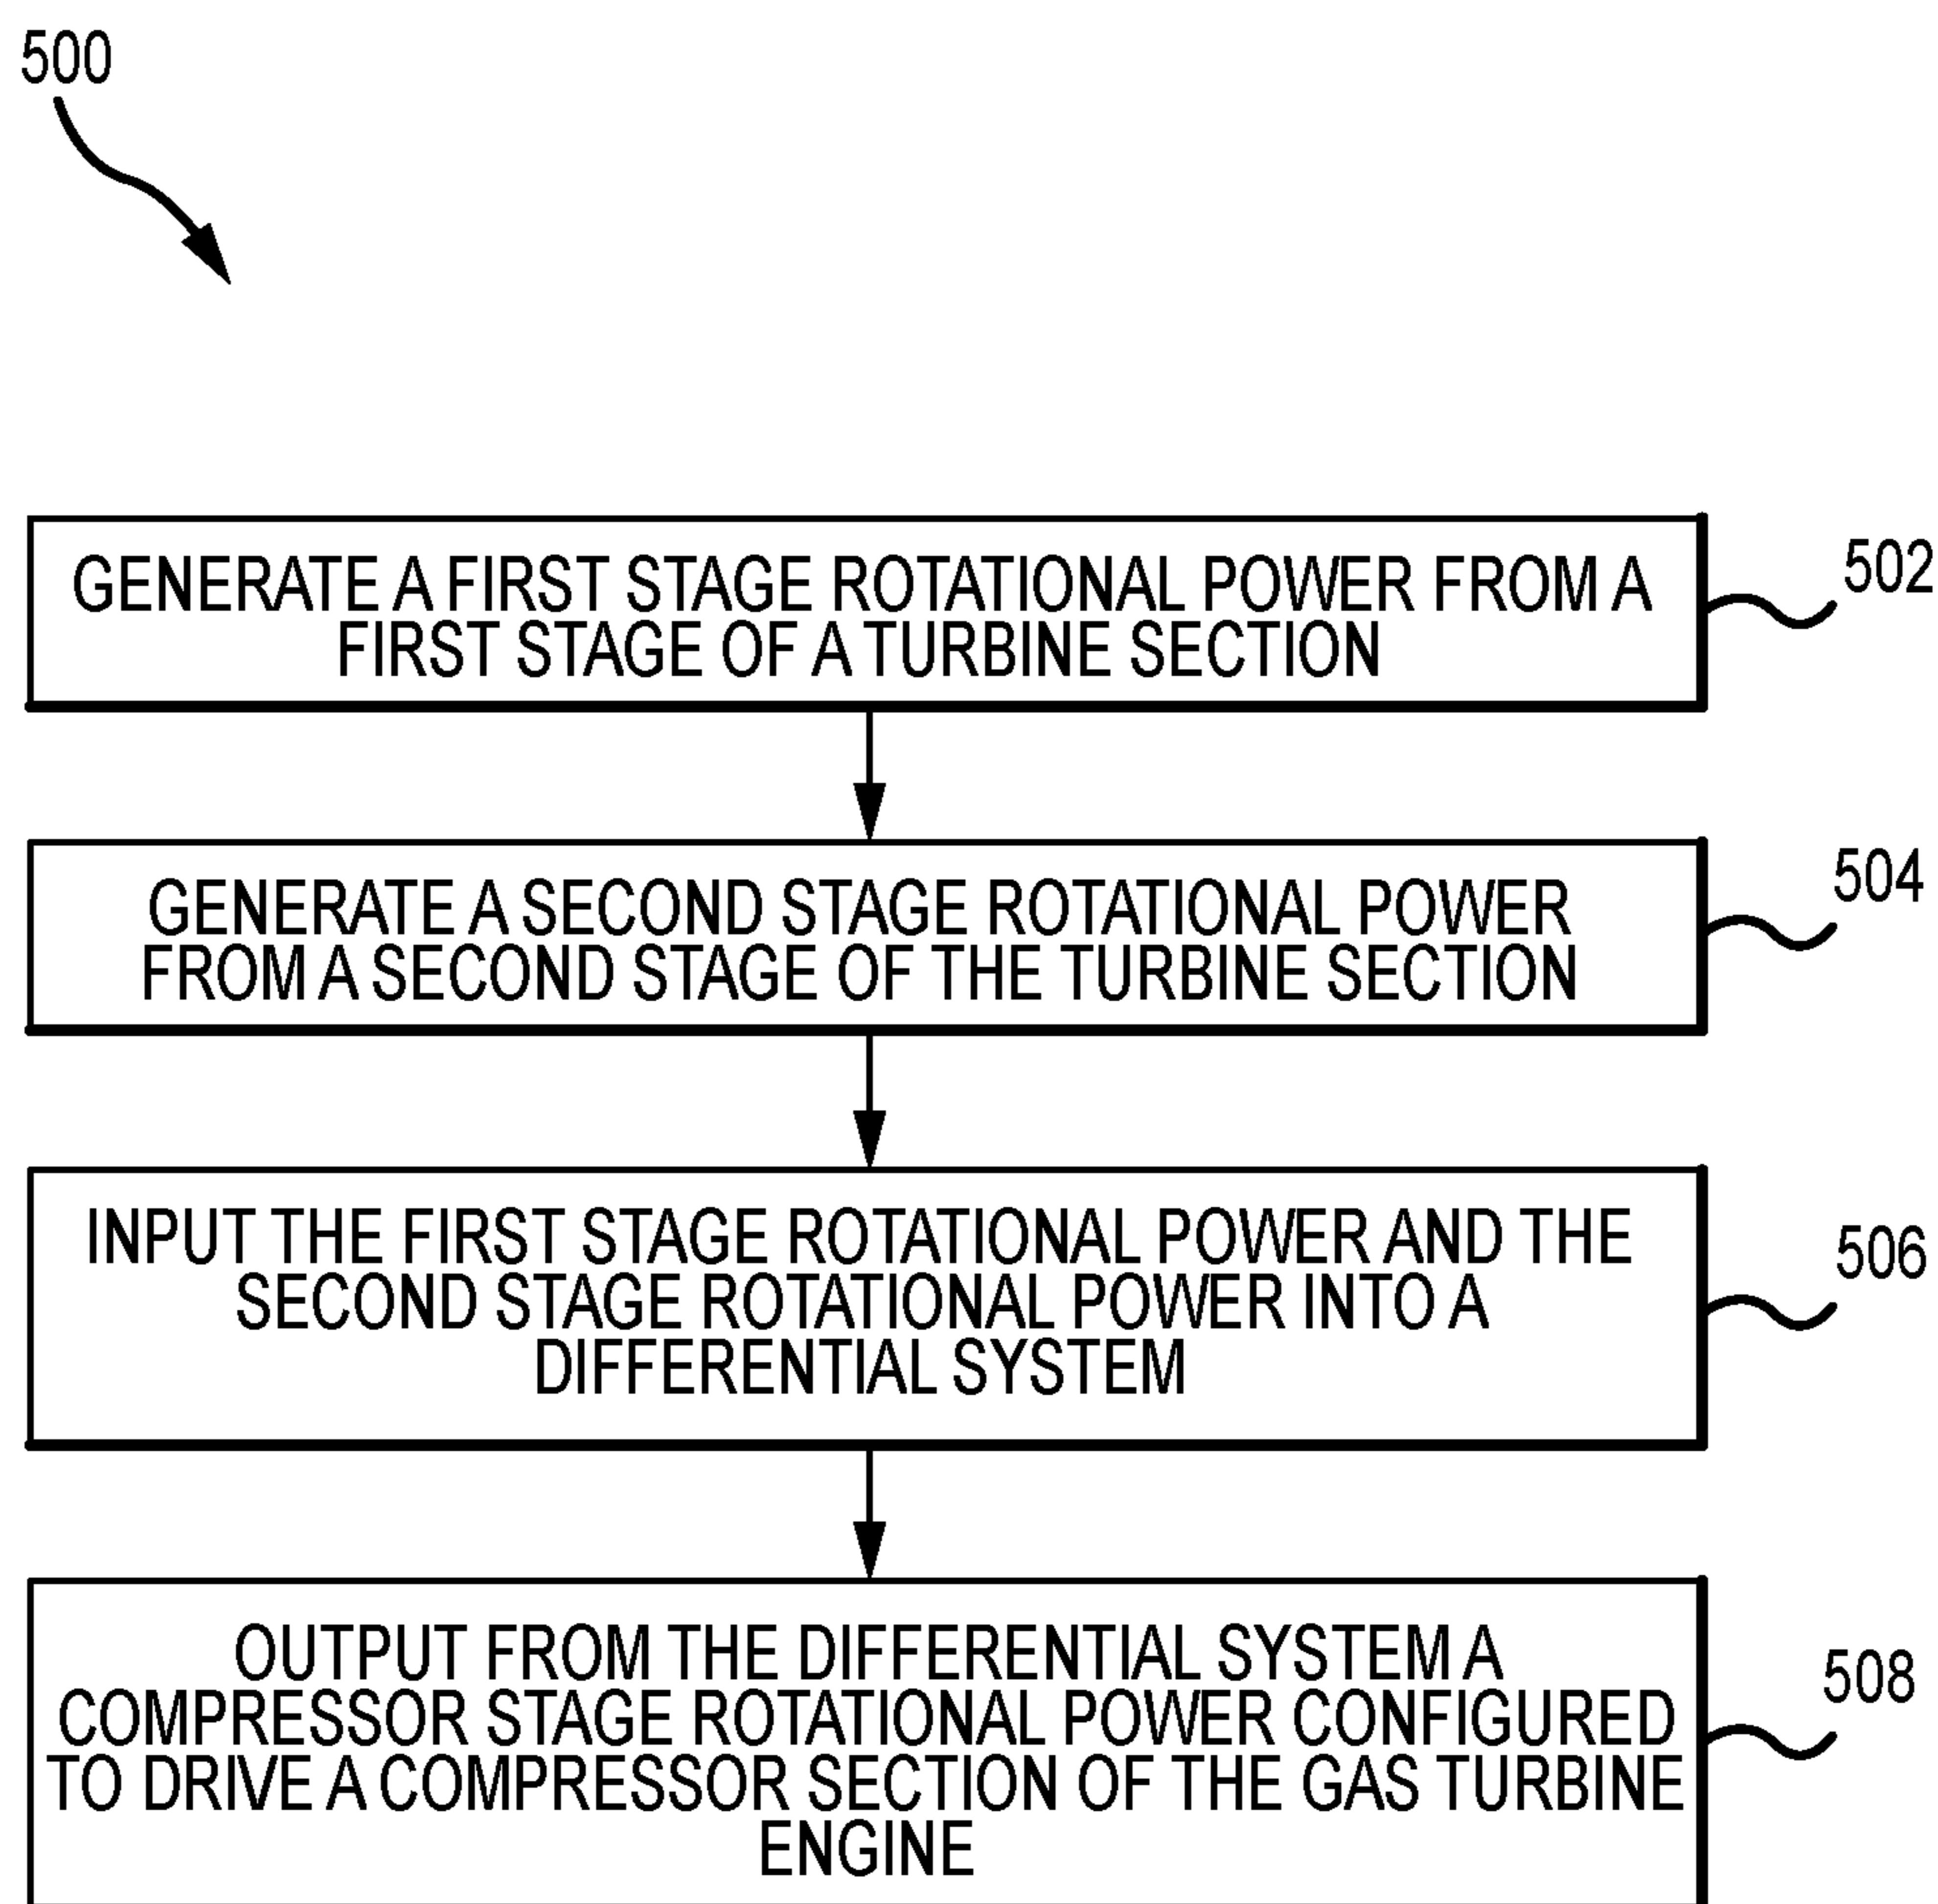 500
GENERATE A FIRST STAGE ROTATIONAL POWER FROM A
FIRST STAGE OF A TURBINE SECTION
502
GENERATE A SECOND STAGE ROTATIONAL POWER
FROM A SECOND STAGE OF THE TURBINE SECTION
504
INPUT THE FIRST STAGE ROTATIONAL POWER AND THE
SECOND STAGE ROTATIONAL POWER INTO A
DIFFERENTIAL SYSTEM
506
OUTPUT FROM THE DIFFERENTIAL SYSTEM A
COMPRESSOR STAGE ROTATIONAL POWER CONFIGURED
TO DRIVE A COMPRESSOR SECTION OF THE GAS TURBINE
ENGINE
508